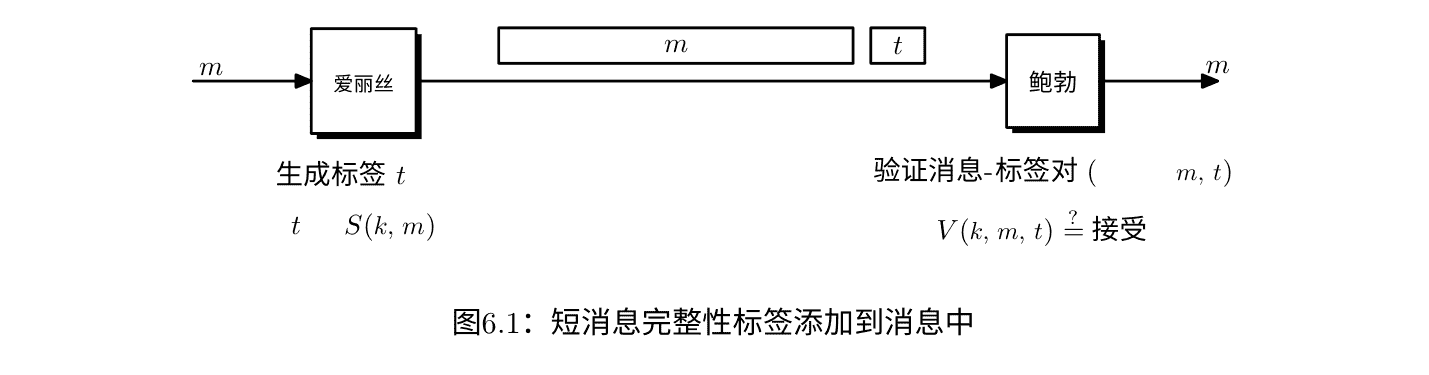 m t
m 爱丽丝 鲍勃 m
生成标签 t 验证消息-标签对 ( m, t)
t S(k, m) V(k, m, t) ≟ 接受
图6.1：短消息完整性标签添加到消息中